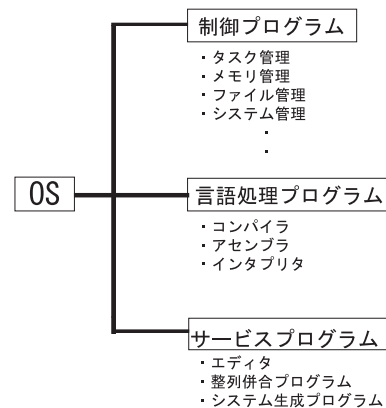 制御プログラム
・タスク管理
・メモリ管理
・ファイル管理
・システム管理
・
・
OS
言語処理プログラム
・コンパイラ
・アセンブラ
・インタプリタ
サービスプログラム
・エディタ
・整列併合プログラム
・システム生成プログラム